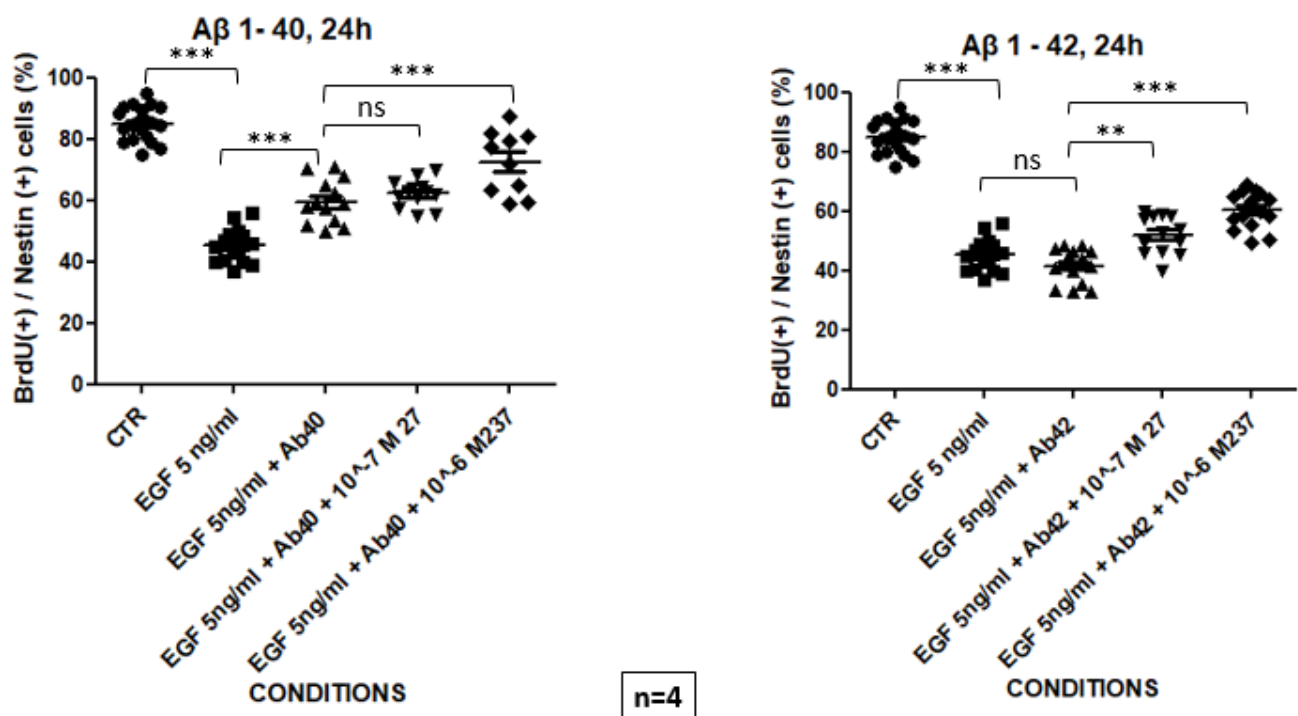 Aβ 1- 40, 24h
***
***
***
ns
BrdU(+) / Nestin (+) cells (%)
100
80
60
40
20
0
CTR
EGF 5 ng/ml
EGF 5ng/ml + Ab40
EGF 5ng/ml + Ab40 + 10^-7 M 27
EGF 5ng/ml + Ab40 + 10^-6 M237
CONDITIONS
n=4
Aβ 1 - 42, 24h
***
***
**
ns
BrdU(+) / Nestin (+) cells (%)
100
80
60
40
20
0
CTR
EGF 5 ng/ml
EGF 5ng/ml + Ab42
EGF 5ng/ml + Ab42 + 10^-7 M 27
EGF 5ng/ml + Ab42 + 10^-6 M237
CONDITIONS